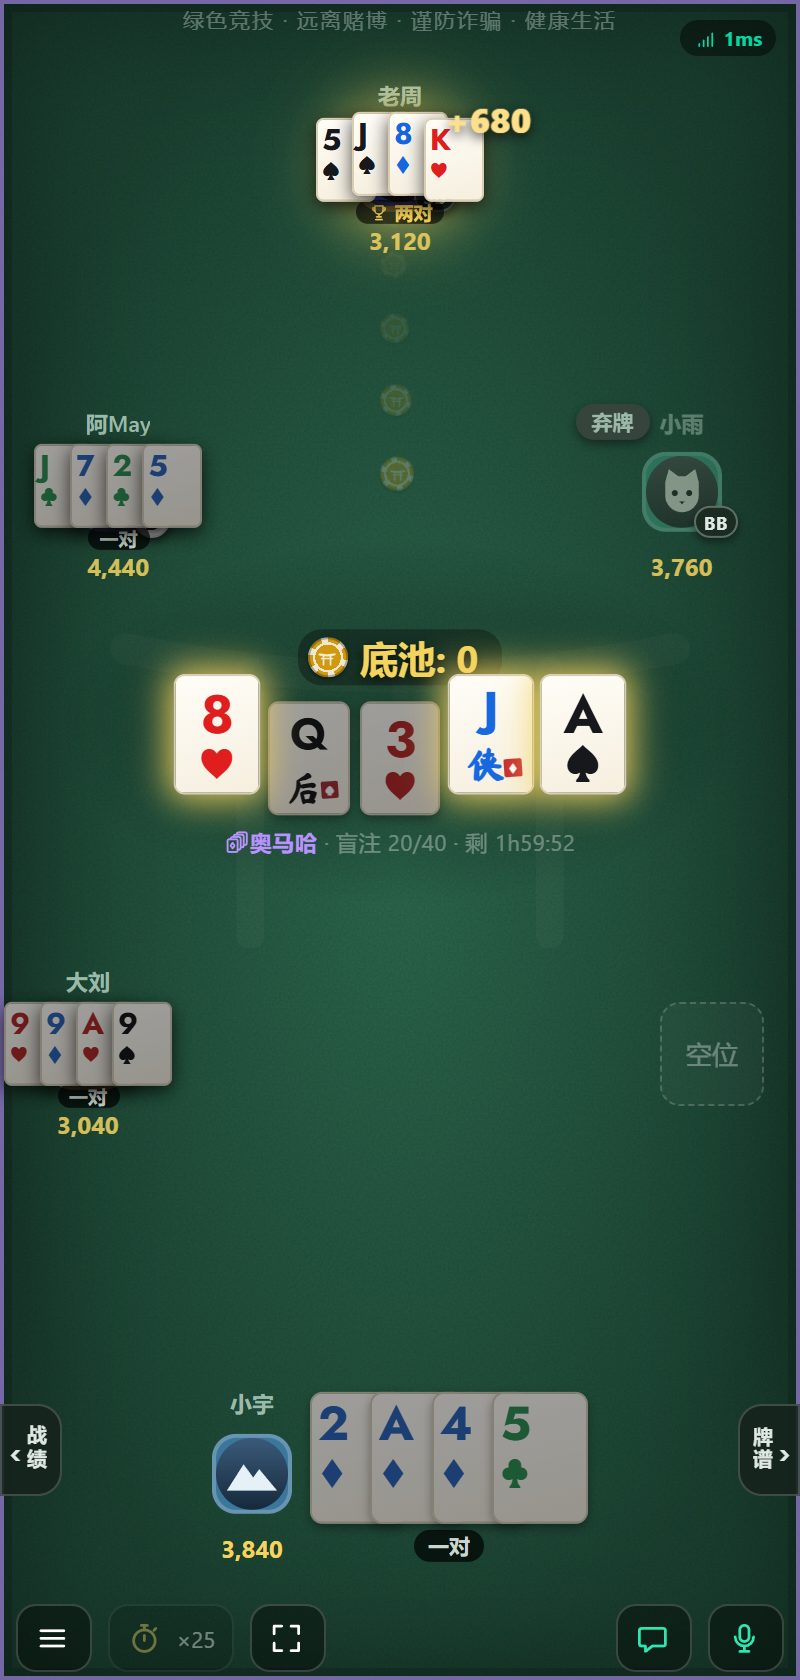 绿色竞技 · 远离赌博 · 谨防诈骗 · 健康生活
1ms
老周
+680
5 J 8 K
两对
3,120
阿May
弃牌 小雨
J 7 2 5
BB
一对
4,440
3,760
底池: 0
8 Q 3 J A
后 侠
奥马哈 · 盲注 20/40 · 剩 1h59:52
大刘
9 9 A 9
空位
一对
3,040
小宇
2 A 4 5
战绩
牌谱
3,840
一对
×25